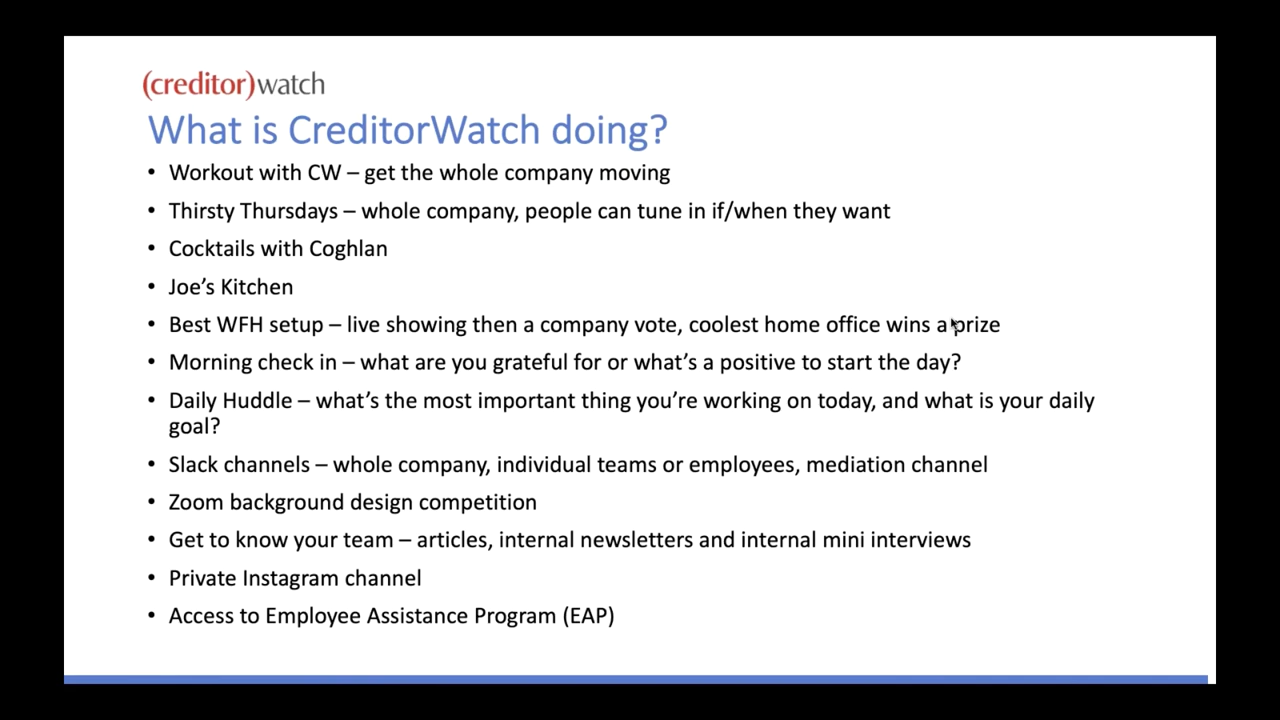 (creditor)watch
What is CreditorWatch doing?
• Workout with CW – get the whole company moving
• Thirsty Thursdays – whole company, people can tune in if/when they want
• Cocktails with Coghlan
• Joe’s Kitchen
• Best WFH setup – live showing then a company vote, coolest home office wins a prize
• Morning check in – what are you grateful for or what’s a positive to start the day?
• Daily Huddle – what’s the most important thing you’re working on today, and what is your daily
goal?
• Slack channels – whole company, individual teams or employees, mediation channel
• Zoom background design competition
• Get to know your team – articles, internal newsletters and internal mini interviews
• Private Instagram channel
• Access to Employee Assistance Program (EAP)